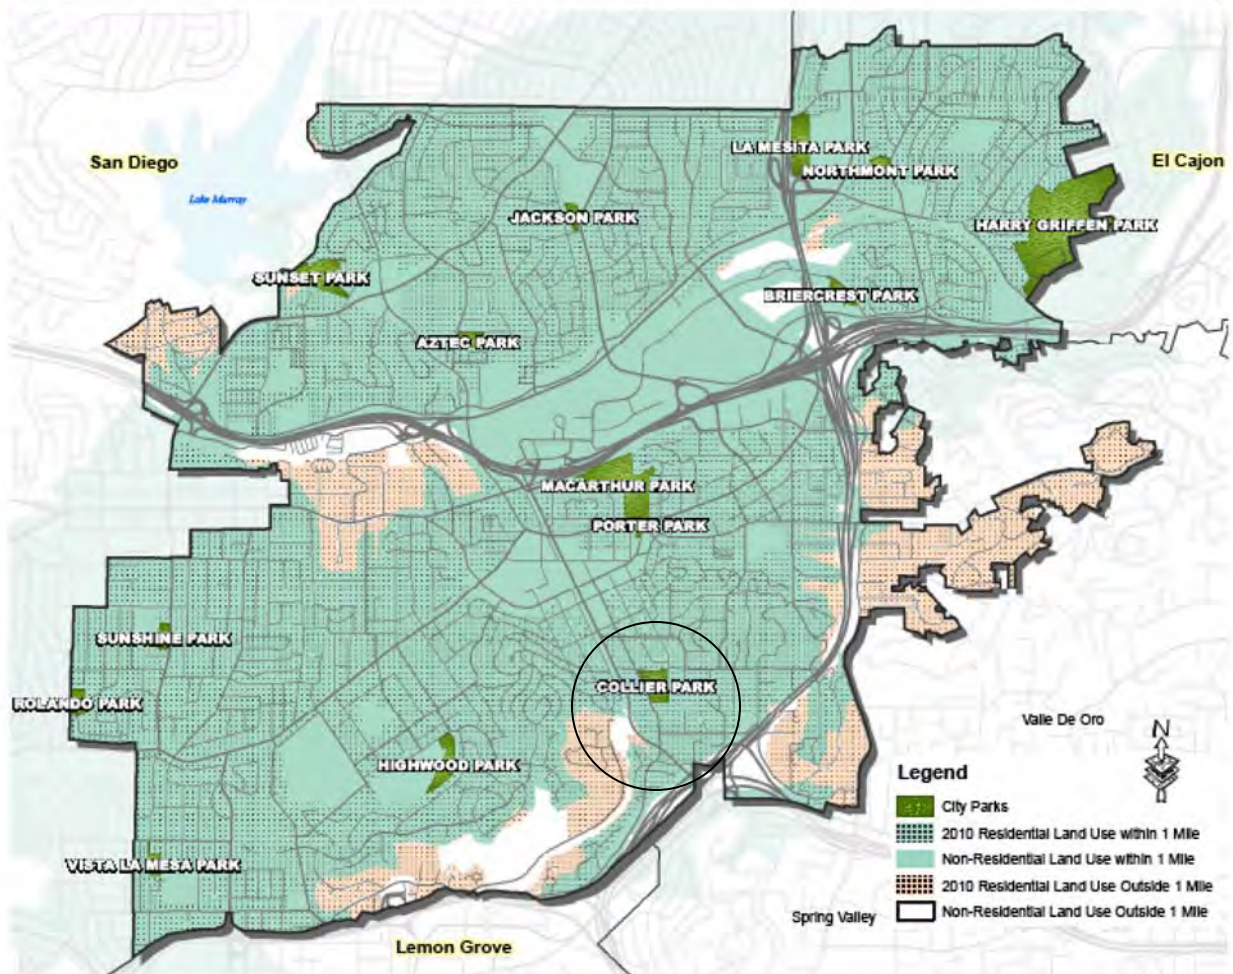 LA MESITA PARK
San Diego
El Cajon
NORTHMONT PARK
Lake Murray
JACKSON PARK
HARRY GRIFFEN PARK
SUNSET PARK
BRIERCREST PARK
AZTEC PARK
MACARTHUR PARK
PORTER PARK
SUNSHINE PARK
COLLIER PARK
ROLANDO PARK
Valle De Oro
N
HIGHWOOD PARK
Legend
City Parks
2010 Residential Land Use within 1 Mile
Non-Residential Land Use within 1 Mile
VISTA LA MESA PARK
2010 Residential Land Use Outside 1 Mile
Non-Residential Land Use Outside 1 Mile
Spring Valley
Lemon Grove